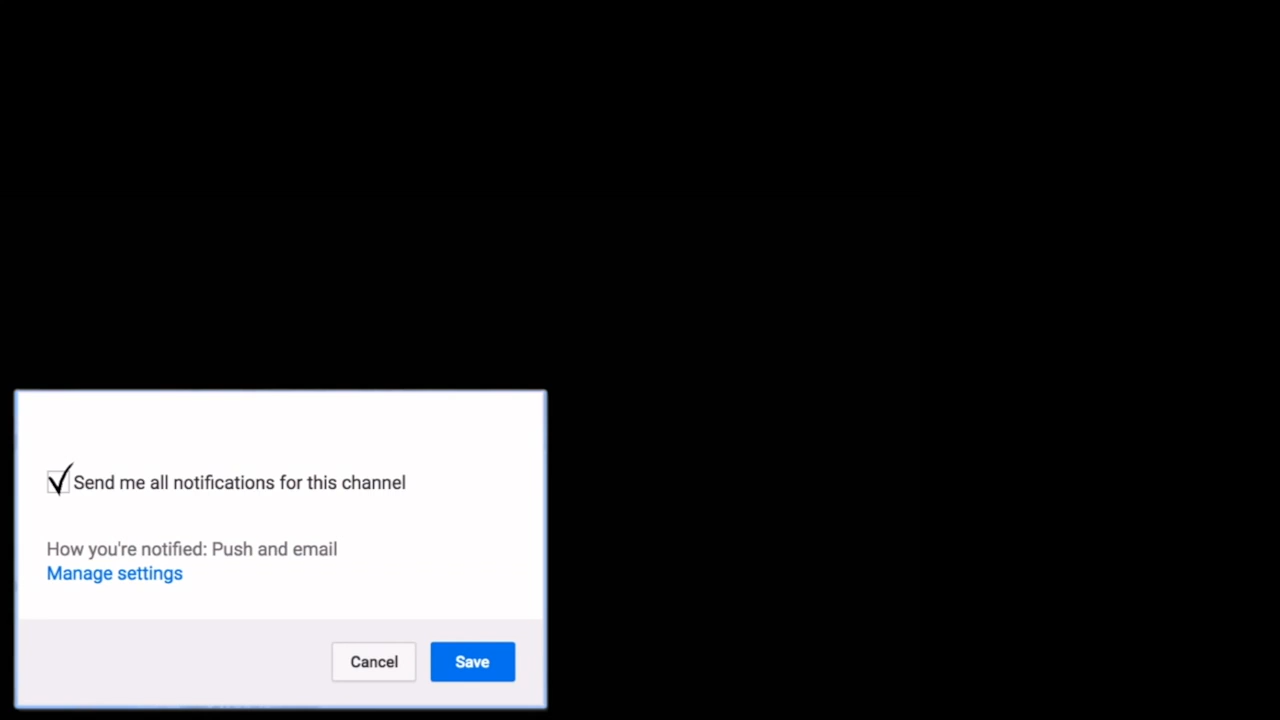 Send me all notifications for this channel
How you're notified: Push and email
Manage settings
Cancel
Save